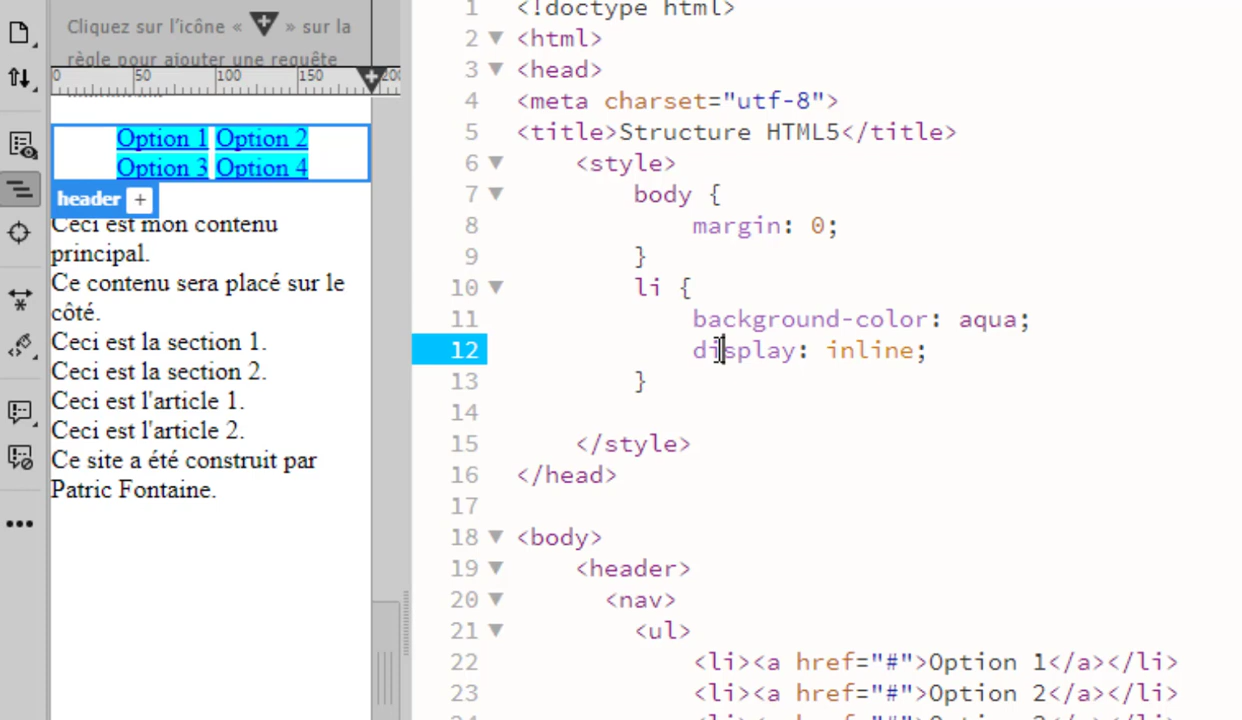 Cliquez sur l'icône « » sur la
règle pour ajouter une requête
0 50 100 150 200
Option 1 Option 2
Option 3 Option 4
header +
Ceci est mon contenu
principal.
Ce contenu sera placé sur le
côté.
Ceci est la section 1.
Ceci est la section 2.
Ceci est l'article 1.
Ceci est l'article 2.
Ce site a été construit par
Patric Fontaine.
1 <!doctype html>
2 <html>
3 <head>
4 <meta charset="utf-8">
5 <title>Structure HTML5</title>
6 <style>
7 body {
8 margin: 0;
9 }
10 li {
11 background-color: aqua;
12 display: inline;
13 }
14
15 </style>
16 </head>
17
18 <body>
19 <header>
20 <nav>
21 <ul>
22 <li><a href="#">Option 1</a></li>
23 <li><a href="#">Option 2</a></li>